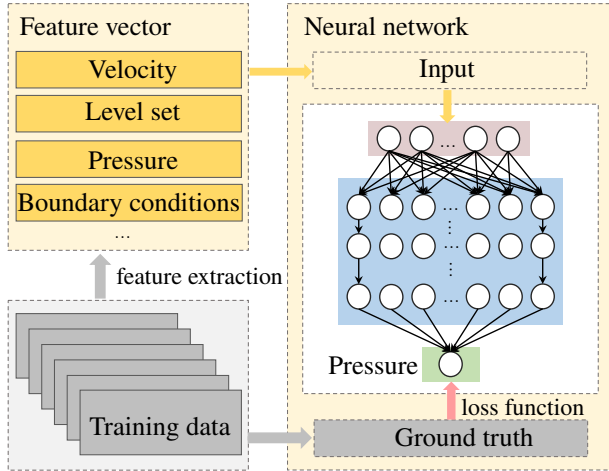 Feature vector
Velocity
Level set
Pressure
Boundary conditions
...
feature extraction
Training data
Neural network
Input
...
...
...
...
Pressure
loss function
Ground truth